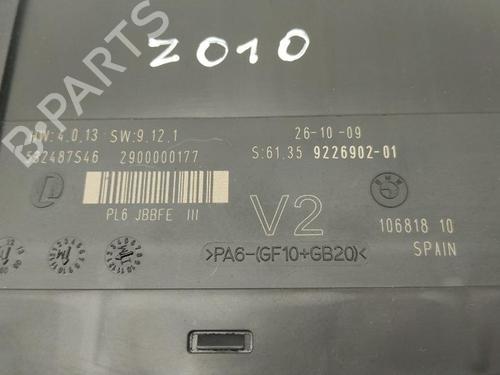 2010
B-PARTS
HW:4.0.13 SW:9.12.1
532487S46 2900000177
26-10-09
S:61.35 9226902-01
PL6 JBBFE III
V2
106818 10
SPAIN
>PA6-(GF10+GB20)<